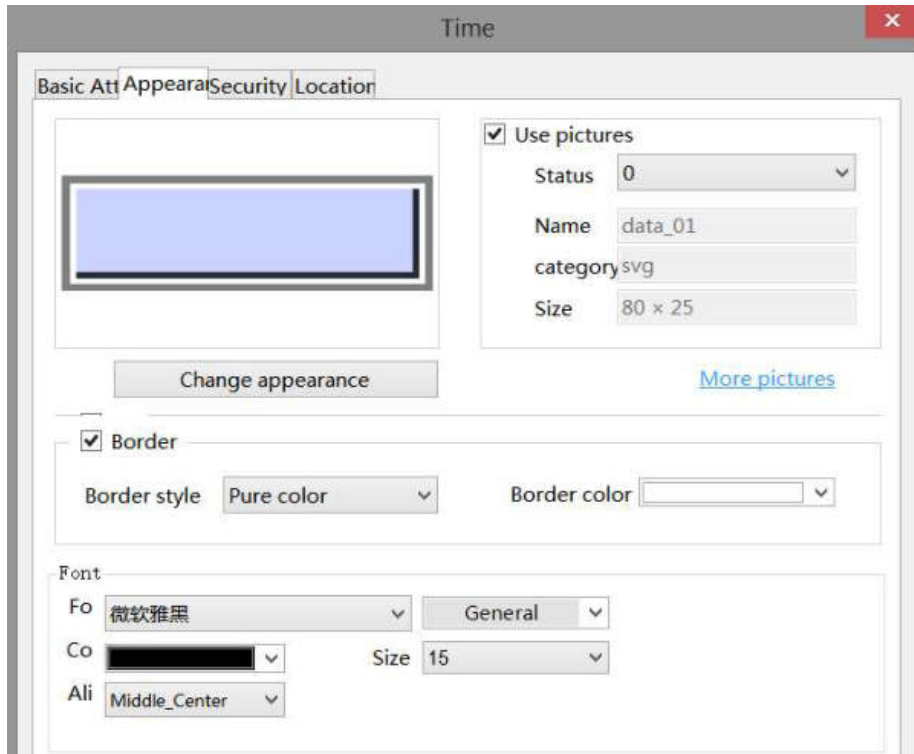 Time
Basic Att Appearar Security Location
Use pictures
Status 0
Name data_01
category svg
Size 80 × 25
Change appearance More pictures
Border
Border style Pure color Border color
Font
Fo 微软雅黑 General
Co Size 15
Ali Middle_Center